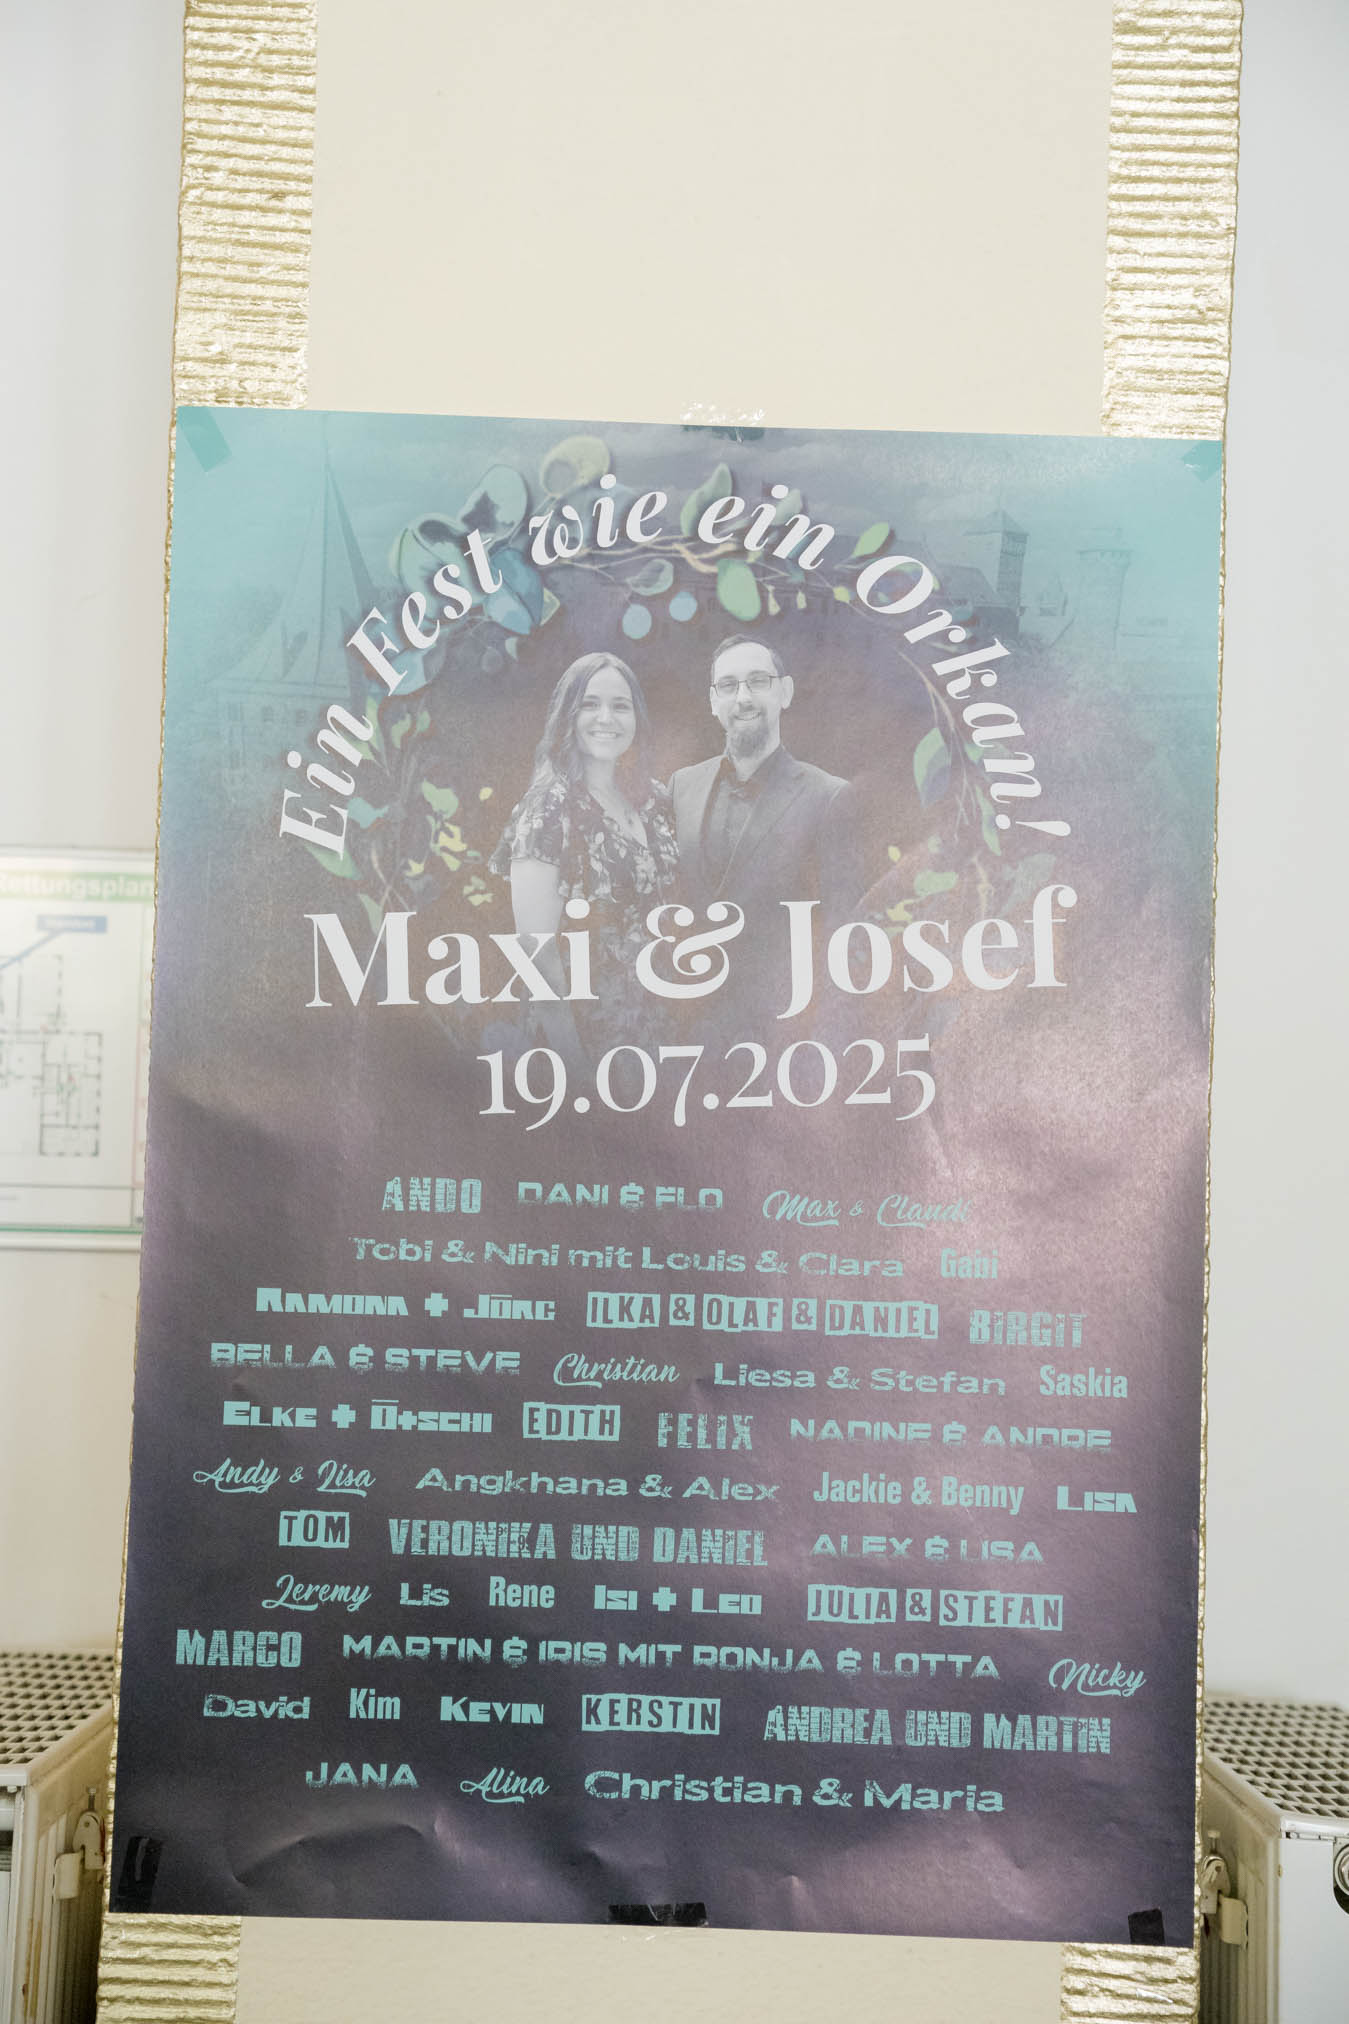 Rettungsplan
Ein Fest wie ein Orkan!
Maxi & Josef
19.07.2025
ANDO DANI & FLO Max & Claudi
Tobi & Nini mit Louis & Clara Gabi
RAMONA + JÖRG ILKA & OLAF & DANIEL BIRGIT
BELLA & STEVE Christian Liesa & Stefan Saskia
ELKE + ÖTSCHI EDITH FELIX NADINE & ANDRE
Andy & Lisa Angkhana & Alex Jackie & Benny LISA
TOM VERONIKA UND DANIEL ALEX & LISA
Jeremy Lis Rene ISI + LEO JULIA & STEFAN
MARCO MARTIN & IRIS MIT RONJA & LOTTA Nicky
David Kim KEVIN KERSTIN ANDREA UND MARTIN
JANA Alina Christian & Maria